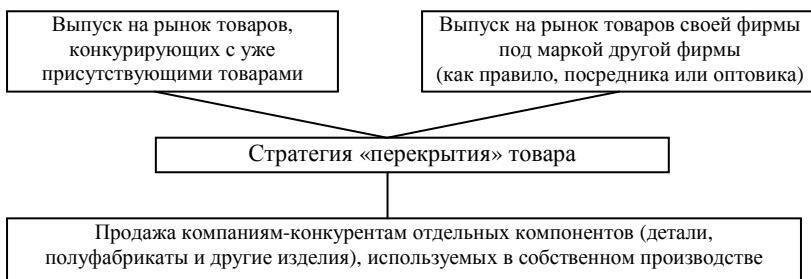 Выпуск на рынок товаров,
конкурирующих с уже
присутствующими товарами
Выпуск на рынок товаров своей фирмы
под маркой другой фирмы
(как правило, посредника или оптовика)
Стратегия «перекрытия» товара
Продажа компаниям-конкурентам отдельных компонентов (детали,
полуфабрикаты и другие изделия), используемых в собственном производстве